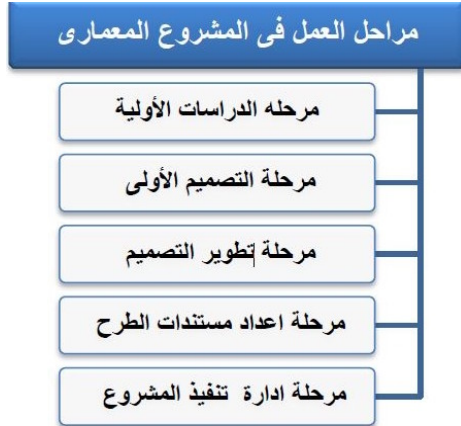 مراحل العمل فى المشروع المعمارى
مرحله الدراسات الأولية
مرحلة التصميم الأولى
مرحلة تطوير التصميم
مرحلة اعداد مستندات الطرح
مرحلة ادارة تنفيذ المشروع